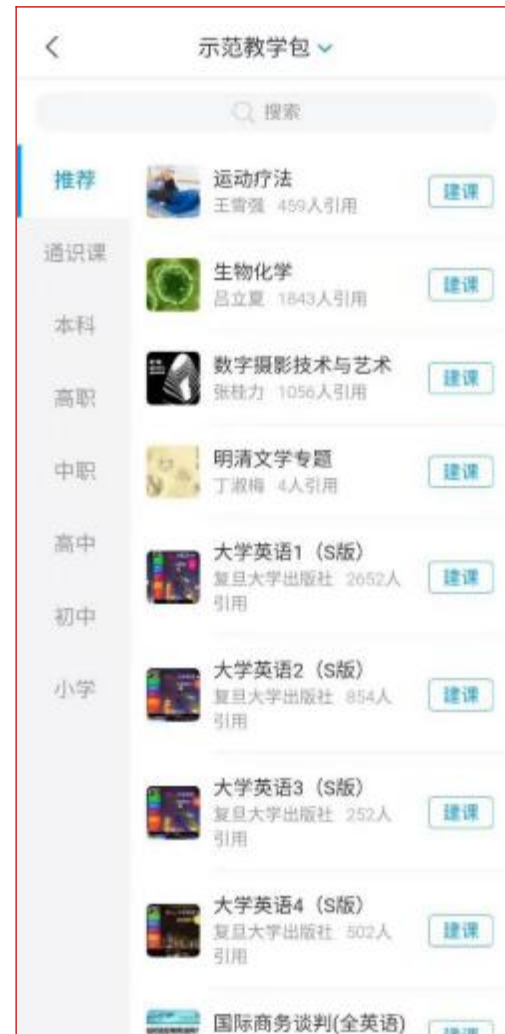 示范教学包
搜索
推荐
通识课
本科
高职
中职
高中
初中
小学
运动疗法
王雪强 459人引用
建课
生物化学
吕立夏 1843人引用
建课
数字摄影技术与艺术
张桂力 1056人引用
建课
明清文学专题
丁淑梅 4人引用
建课
大学英语1（S版）
复旦大学出版社 2652人
引用
建课
大学英语2（S版）
复旦大学出版社 854人
引用
建课
大学英语3（S版）
复旦大学出版社 252人
引用
建课
大学英语4（S版）
复旦大学出版社 502人
引用
建课
国际商务谈判(全英语)